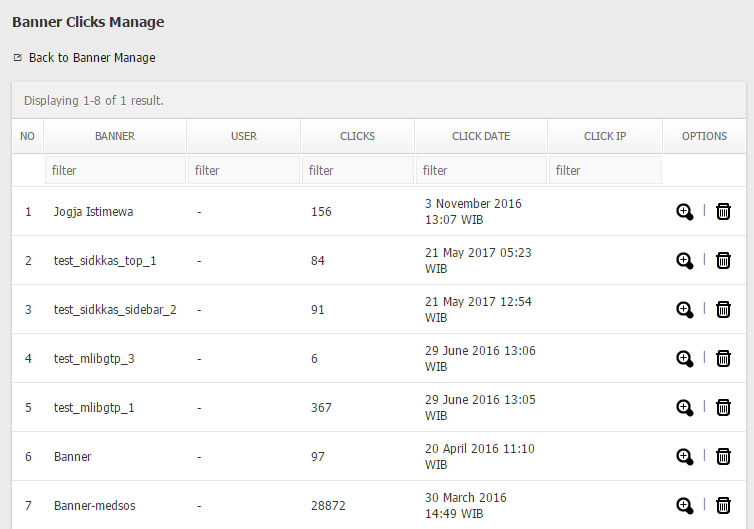 Banner Clicks Manage
Back to Banner Manage
Displaying 1-8 of 1 result.
NO BANNER USER CLICKS CLICK DATE CLICK IP OPTIONS
filter filter filter filter filter
1 Jogja Istimewa - 156 3 November 2016
13:07 WIB |
2 test_sidkkas_top_1 - 84 21 May 2017 05:23
WIB |
3 test_sidkkas_sidebar_2 - 91 21 May 2017 12:54
WIB |
4 test_mlibgtp_3 - 6 29 June 2016 13:06
WIB |
5 test_mlibgtp_1 - 367 29 June 2016 13:05
WIB |
6 Banner - 97 20 April 2016 11:10
WIB |
7 Banner-medsos - 28872 30 March 2016
14:49 WIB |